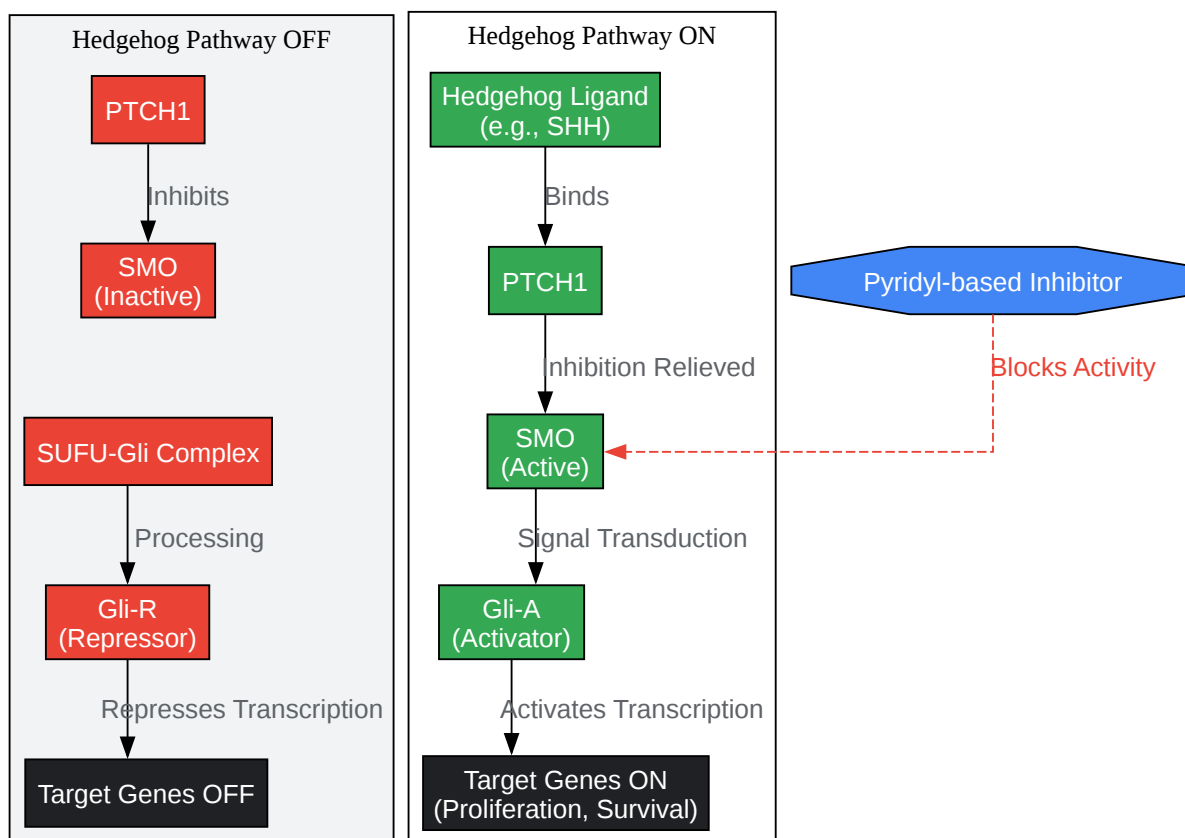 Hedgehog Pathway OFF
PTCH1
Inhibits
SMO
(Inactive)
SUFU-Gli Complex
Processing
Gli-R
(Repressor)
Represses Transcription
Target Genes OFF
Hedgehog Pathway ON
Hedgehog Ligand
(e.g., SHH)
Binds
PTCH1
Inhibition Relieved
SMO
(Active)
Signal Transduction
Gli-A
(Activator)
Activates Transcription
Target Genes ON
(Proliferation, Survival)
Pyridyl-based Inhibitor
Blocks Activity